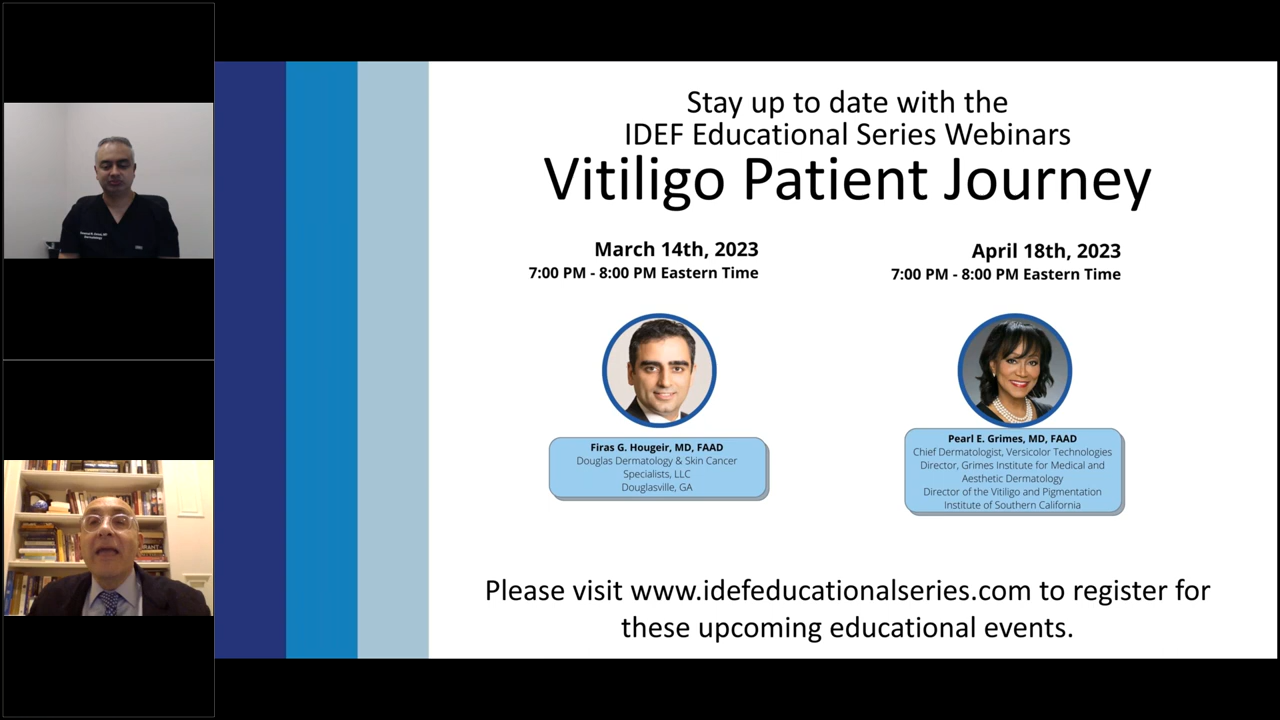 Stay up to date with the
IDEF Educational Series Webinars
Vitiligo Patient Journey
March 14th, 2023
7:00 PM - 8:00 PM Eastern Time
Firas G. Hougeir, MD, FAAD
Douglas Dermatology & Skin Cancer
Specialists, LLC
Douglasville, GA
April 18th, 2023
7:00 PM - 8:00 PM Eastern Time
Pearl E. Grimes, MD, FAAD
Chief Dermatologist, Versicolor Technologies
Director, Grimes Institute for Medical and
Aesthetic Dermatology
Director of the Vitiligo and Pigmentation
Institute of Southern California
Please visit www.idefeducationalseries.com to register for
these upcoming educational events.